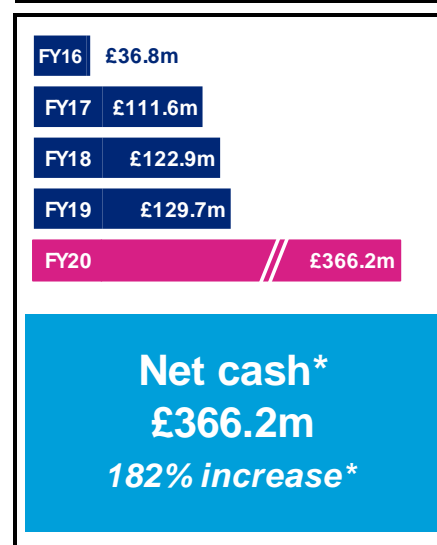 FY16 £36.8m
FY17 £111.6m
FY18 £122.9m
FY19 £129.7m
FY20 £366.2m
Net cash*
£366.2m
182% increase*